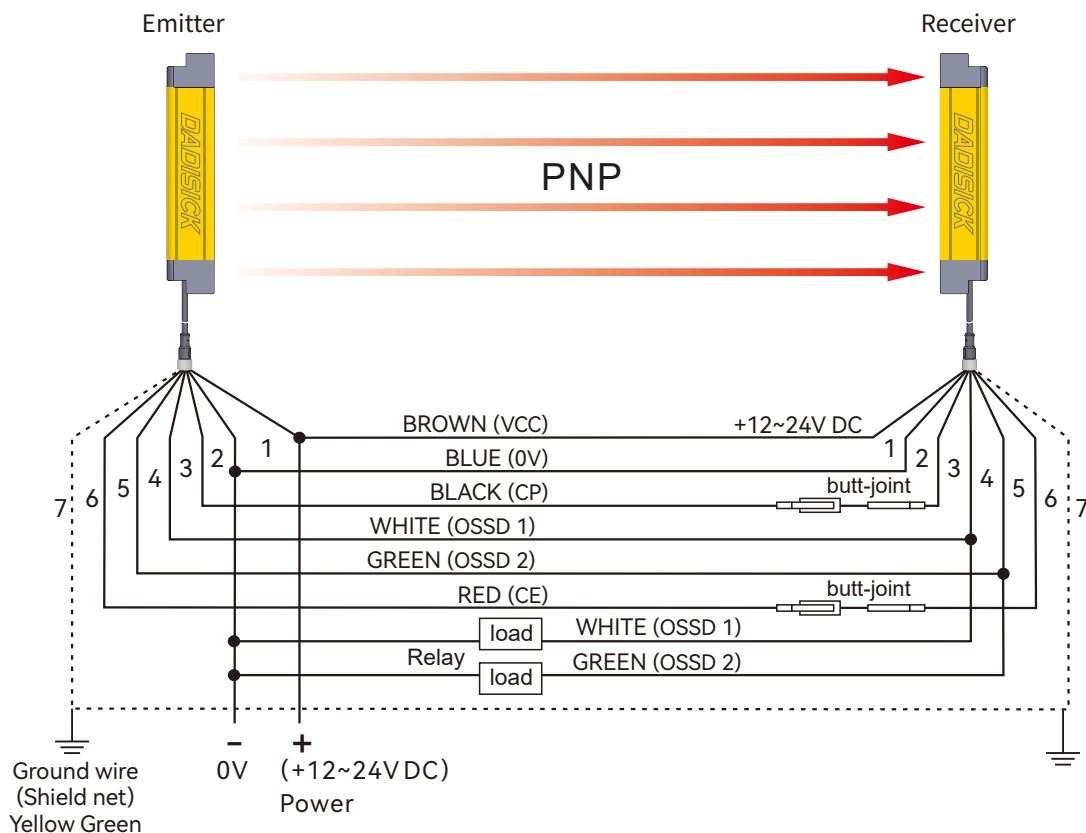 Emitter
Receiver
DADISICK
DADISICK
PNP
BROWN (VCC)
+12~24V DC
BLUE (0V)
BLACK (CP)
butt-joint
WHITE (OSSD 1)
GREEN (OSSD 2)
RED (CE)
butt-joint
7 6 5 4 3 2 1
1 2 3 4 5 6 7
load
WHITE (OSSD 1)
Relay
load
GREEN (OSSD 2)
- +
0V
(+12~24V DC)
Power
Ground wire
(Shield net)
Yellow Green